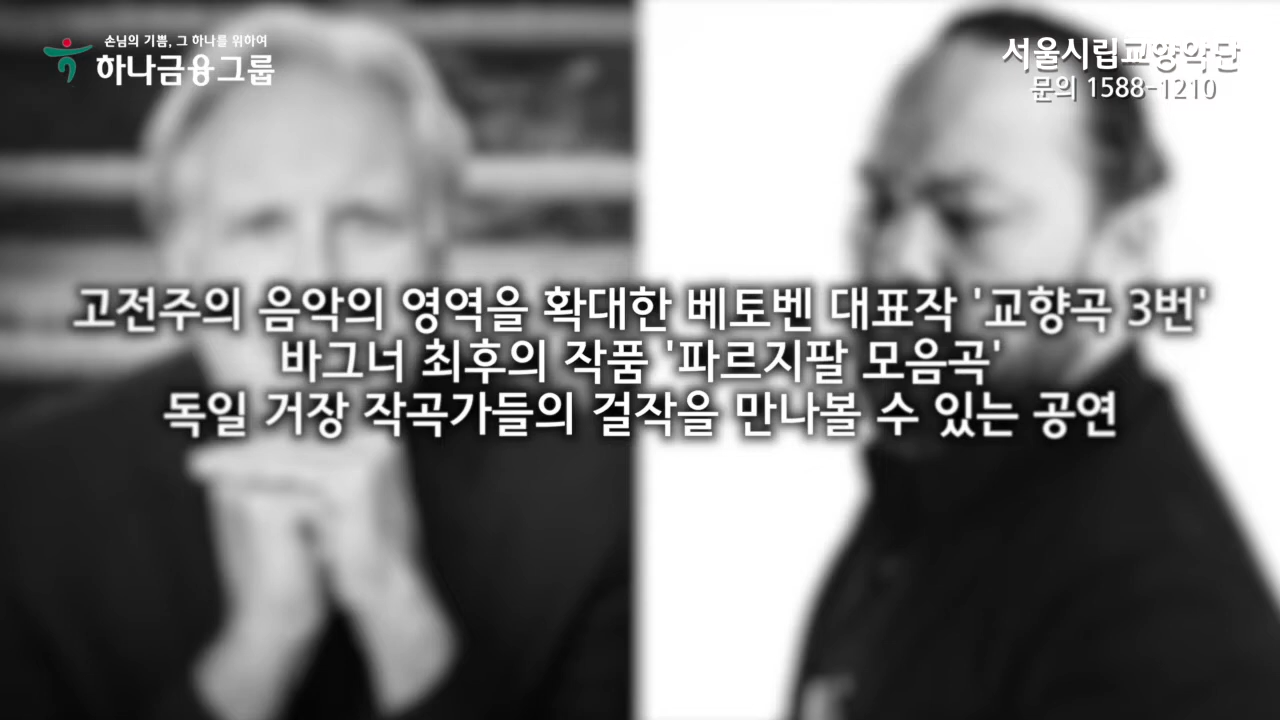 손님의 기쁨, 그 하나를 위하여
하나금융그룹
서울시립교향악단
문의 1588-1210
고전주의 음악의 영역을 확대한 베토벤 대표작 '교향곡 3번'
바그너 최후의 작품 '파르지팔 모음곡'
독일 거장 작곡가들의 걸작을 만나볼 수 있는 공연